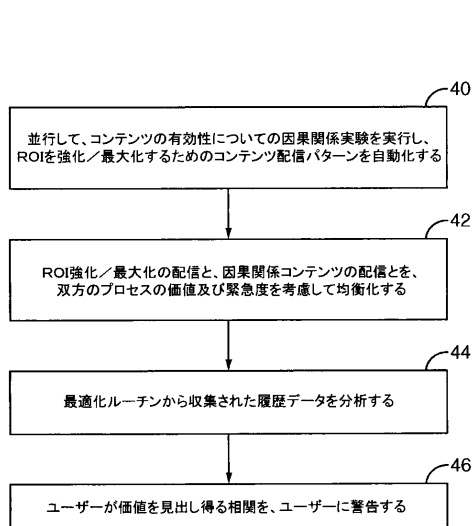 40
並行して、コンテンツの有効性についての因果関係実験を実行し、
ROIを強化／最大化するためのコンテンツ配信パターンを自動化する
42
ROI強化／最大化の配信と、因果関係コンテンツの配信とを、
双方のプロセスの価値及び緊急度を考慮して均衡化する
44
最適化ルーチンから収集された履歴データを分析する
46
ユーザーが価値を見出し得る相関を、ユーザーに警告する